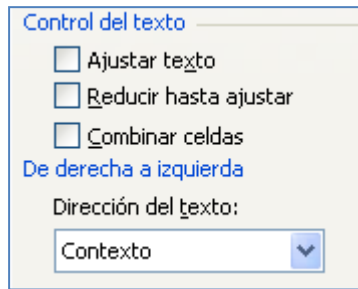 Control del texto
Ajustar texto
Reducir hasta ajustar
Combinar celdas
De derecha a izquierda
Dirección del texto:
Contexto